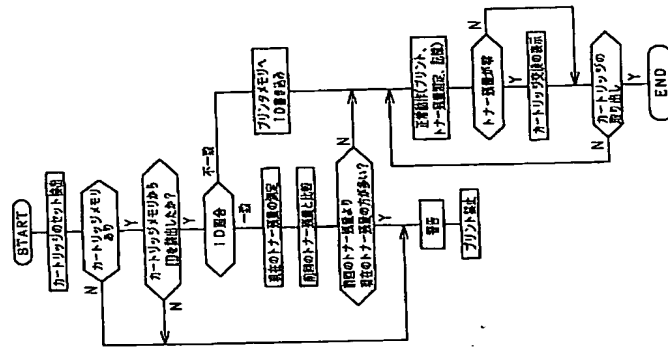 START
カートリッジのセット検出
カートリッジメモリ
あり
N
Y
カートリッジメモリから
IDを読出したか?
N
Y
ID照合
不一致
一致
プリンタメモリへ
ID書き込み
現在のトナー残量の測定
前回のトナー残量と比較
前回のトナー残量より
現在のトナー残量の方が多い?
N
Y
警告
プリント禁止
正常動作(プリント、
トナー残量測定、記憶)
トナー残量が零
N
Y
カートリッジ交換の表示
カートリッジの
取り出し
N
Y
END